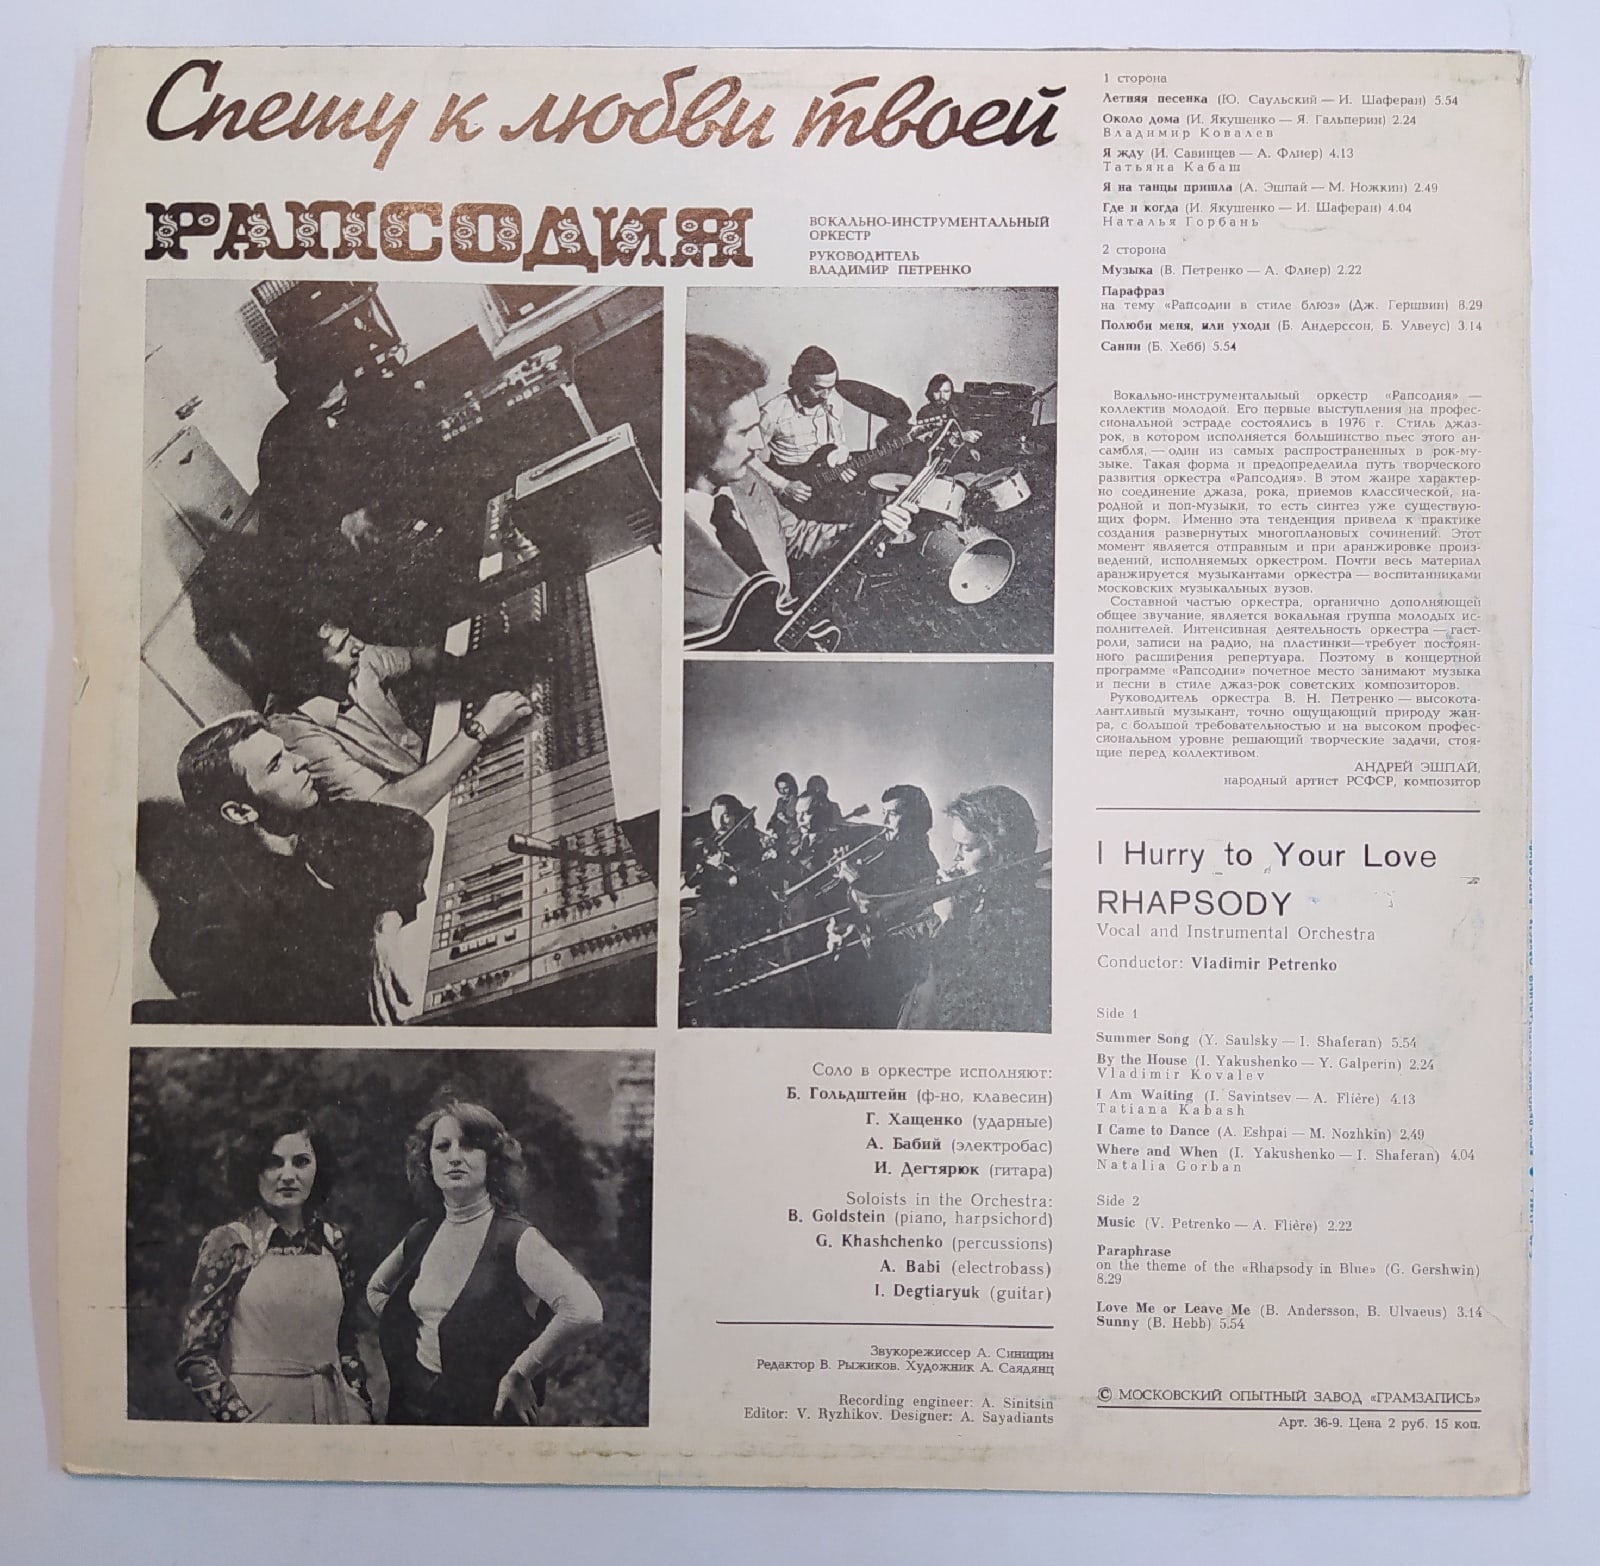 Спешу к любви твоей
РАПСОДИЯ
ВОКАЛЬНО-ИНСТРУМЕНТАЛЬНЫЙ
ОРКЕСТР
РУКОВОДИТЕЛЬ
ВЛАДИМИР ПЕТРЕНКО
Соло в оркестре исполняют:
Б. Гольдштейн (ф-но, клавесин)
Г. Хащенко (ударные)
А. Бабий (электробас)
И. Дегтярюк (гитара)
Soloists in the Orchestra:
B. Goldstein (piano, harpsichord)
G. Khashchenko (percussions)
A. Babi (electrobass)
I. Degtiaryuk (guitar)
Звукорежиссер А. Синицин
Редактор В. Рыжиков. Художник А. Саядянц
Recording engineer: A. Sinitsin
Editor: V. Ryzhikov. Designer: A. Sayadiants
1 сторона
Летняя песенка (Ю. Саульский — И. Шаферан) 5.54
Около дома (И. Якушенко — Я. Гальперин) 2.24
Владимир Ковалев
Я жду (И. Савинцев — А. Флиер) 4.13
Татьяна Кабаш
Я на танцы пришла (А. Эшпай — М. Ножкин) 2.49
Где и когда (И. Якушенко — И. Шаферан) 4.04
Наталья Горбань
2 сторона
Музыка (В. Петренко — А. Флиер) 2.22
Парафраз
на тему «Рапсодии в стиле блюз» (Дж. Гершвин) 8.29
Полюби меня, или уходи (Б. Андерссон, Б. Улвеус) 3.14
Санни (Б. Хебб) 5.54
Вокально-инструментальный оркестр «Рапсодия» —
коллектив молодой. Его первые выступления на профес-
сиональной эстраде состоялись в 1976 г. Стиль джаз-
рок, в котором исполняется большинство пьес этого ан-
самбля, — один из самых распространенных в рок-му-
зыке. Такая форма и предопределила путь творческого
развития оркестра «Рапсодия». В этом жанре характер-
но соединение джаза, рока, приемов классической, на-
родной и поп-музыки, то есть синтез уже существую-
щих форм. Именно эта тенденция привела к практике
создания развернутых многоплановых сочинений. Этот
момент является отправным и при аранжировке произ-
ведений, исполняемых оркестром. Почти весь материал
аранжируется музыкантами оркестра — воспитанниками
московских музыкальных вузов.
Составной частью оркестра, органично дополняющей
общее звучание, является вокальная группа молодых ис-
полнителей. Интенсивная деятельность оркестра — гаст-
роли, записи на радио, на пластинки—требует постоян-
ного расширения репертуара. Поэтому в концертной
программе «Рапсодии» почетное место занимают музыка
и песни в стиле джаз-рок советских композиторов.
Руководитель оркестра В. Н. Петренко — высокота-
лантливый музыкант, точно ощущающий природу жан-
ра, с большой требовательностью и на высоком профес-
сиональном уровне решающий творческие задачи, стоя-
щие перед коллективом.
АНДРЕЙ ЭШПАЙ,
народный артист РСФСР, композитор
I Hurry to Your Love
RHAPSODY
Vocal and Instrumental Orchestra
Conductor: Vladimir Petrenko
Side 1
Summer Song (Y. Saulsky — I. Shaferan) 5.54
By the House (I. Yakushenko — Y. Galperin) 2.24
Vladimir Kovalev
I Am Waiting (I. Savintsev — A. Flière) 4.13
Tatiana Kabash
I Came to Dance (A. Eshpai — M. Nozhkin) 2.49
Where and When (I. Yakushenko — I. Shaferan) 4.04
Natalia Gorban
Side 2
Music (V. Petrenko — A. Flière) 2.22
Paraphrase
on the theme of the «Rhapsody in Blue» (G. Gershwin)
8.29
Love Me or Leave Me (B. Andersson, B. Ulvaeus) 3.14
Sunny (B. Hebb) 5.54
© МОСКОВСКИЙ ОПЫТНЫЙ ЗАВОД «ГРАМЗАПИСЬ»
Арт. 36-9. Цена 2 руб. 15 коп.